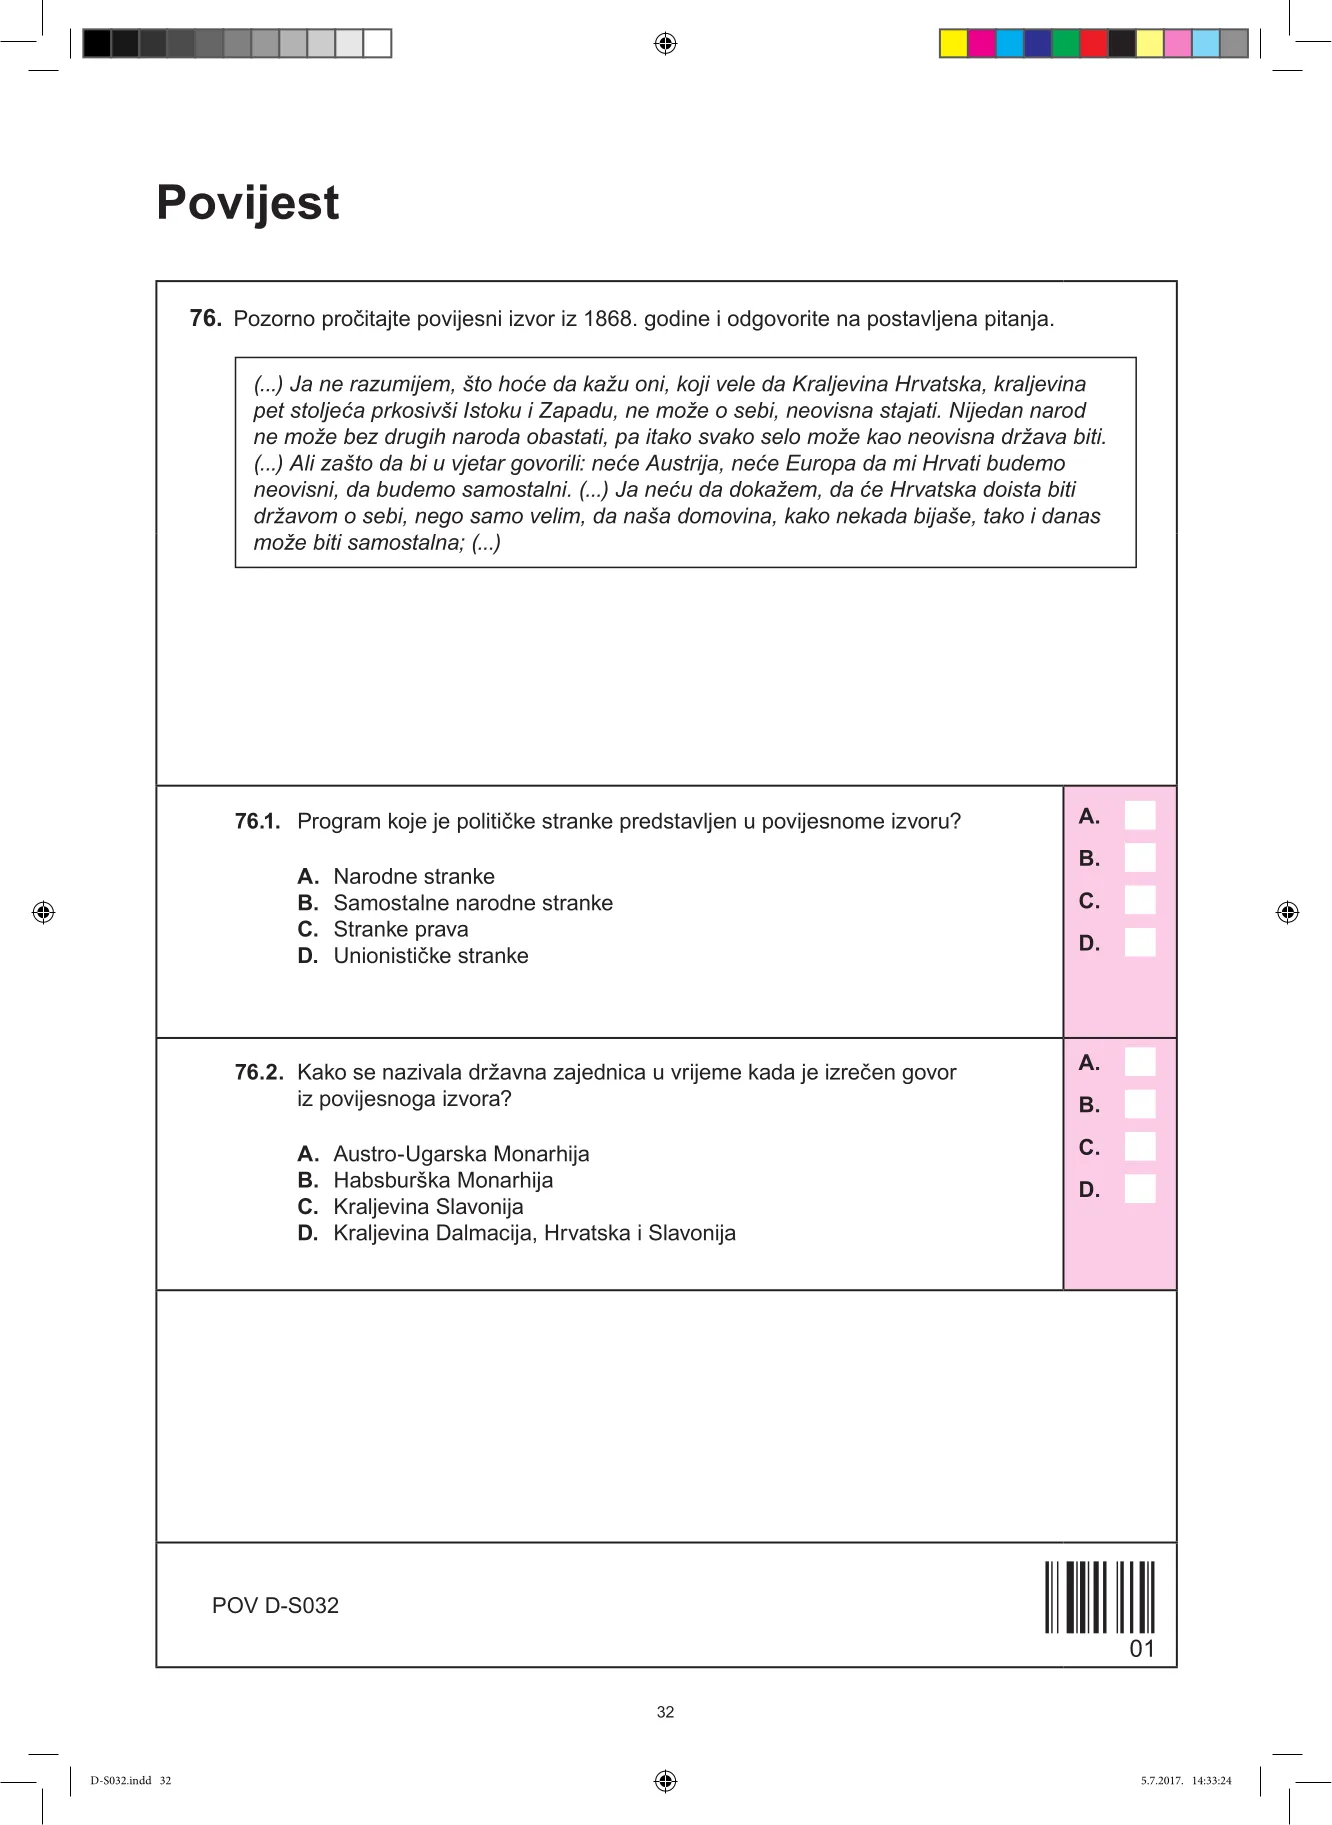 Povijest
76. Pozorno pročitajte povijesni izvor iz 1868. godine i odgovorite na postavljena pitanja.
(...) Ja ne razumijem, što hoće da kažu oni, koji vele da Kraljevina Hrvatska, kraljevina
pet stoljeća prkosivši Istoku i Zapadu, ne može o sebi, neovisna stajati. Nijedan narod
ne može bez drugih naroda obastati, pa itako svako selo može kao neovisna država biti.
(...) Ali zašto da bi u vjetar govorili: neće Austrija, neće Europa da mi Hrvati budemo
neovisni, da budemo samostalni. (...) Ja neću da dokažem, da će Hrvatska doista biti
državom o sebi, nego samo velim, da naša domovina, kako nekada bijaše, tako i danas
može biti samostalna; (...)
76.1. Program koje je političke stranke predstavljen u povijesnome izvoru?
A. Narodne stranke
B. Samostalne narodne stranke
C. Stranke prava
D. Unionističke stranke
A.
B.
C.
D.
76.2. Kako se nazivala državna zajednica u vrijeme kada je izrečen govor
iz povijesnoga izvora?
A. Austro-Ugarska Monarhija
B. Habsburška Monarhija
C. Kraljevina Slavonija
D. Kraljevina Dalmacija, Hrvatska i Slavonija
A.
B.
C.
D.
POV D-S032
01
32
D-S032.indd 32
5.7.2017. 14:33:24